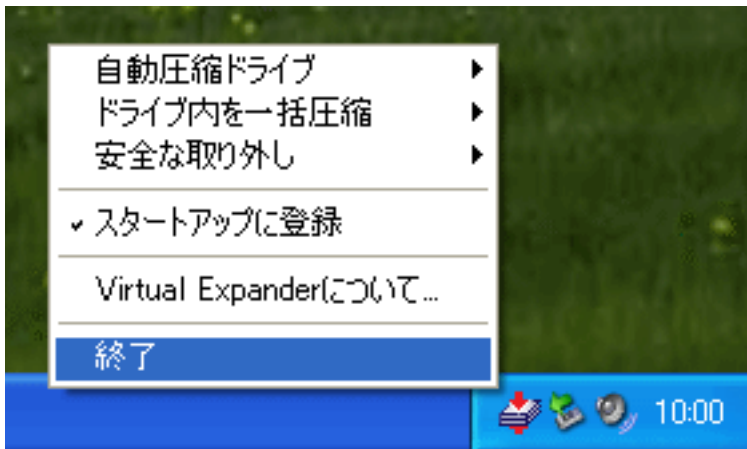 自動圧縮ドライブ
ドライブ内を一括圧縮
安全な取り外し
スタートアップに登録
Virtual Expanderについて...
終了
10:00